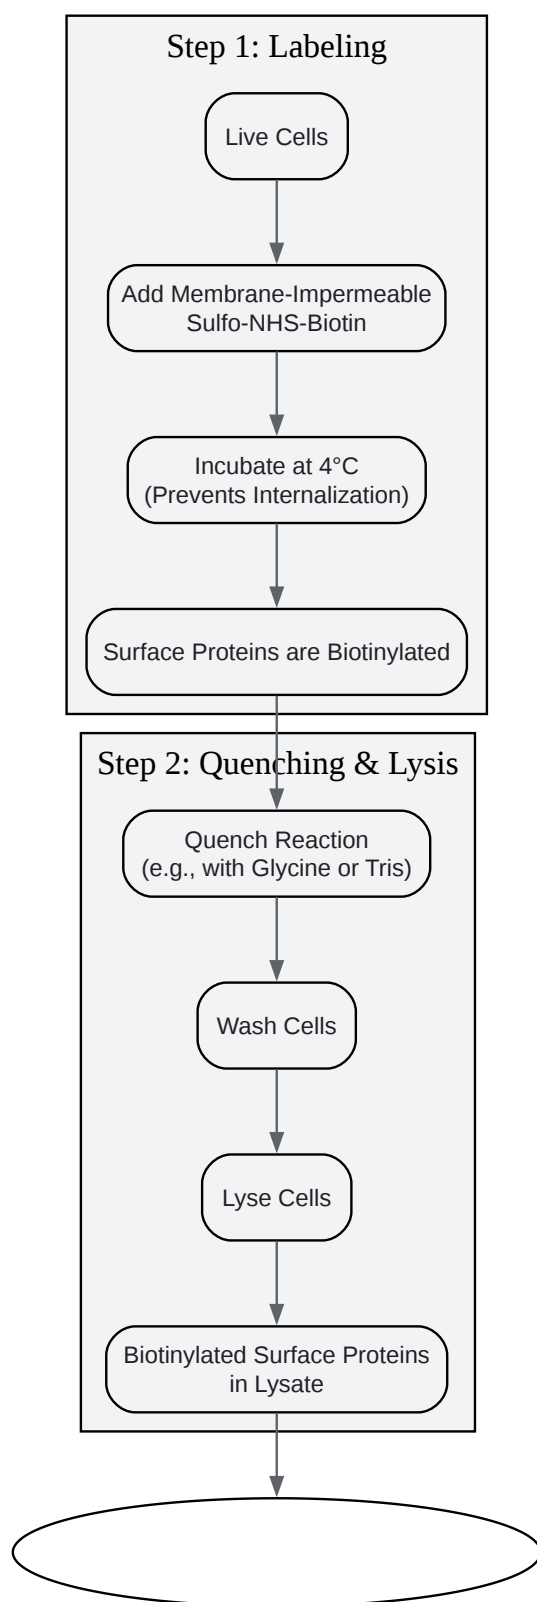 Step 1: Labeling
Live Cells
Add Membrane-Impermeable
Sulfo-NHS-Biotin
Incubate at 4°C
(Prevents Internalization)
Surface Proteins are Biotinylated
Step 2: Quenching & Lysis
Quench Reaction
(e.g., with Glycine or Tris)
Wash Cells
Lyse Cells
Biotinylated Surface Proteins
in Lysate